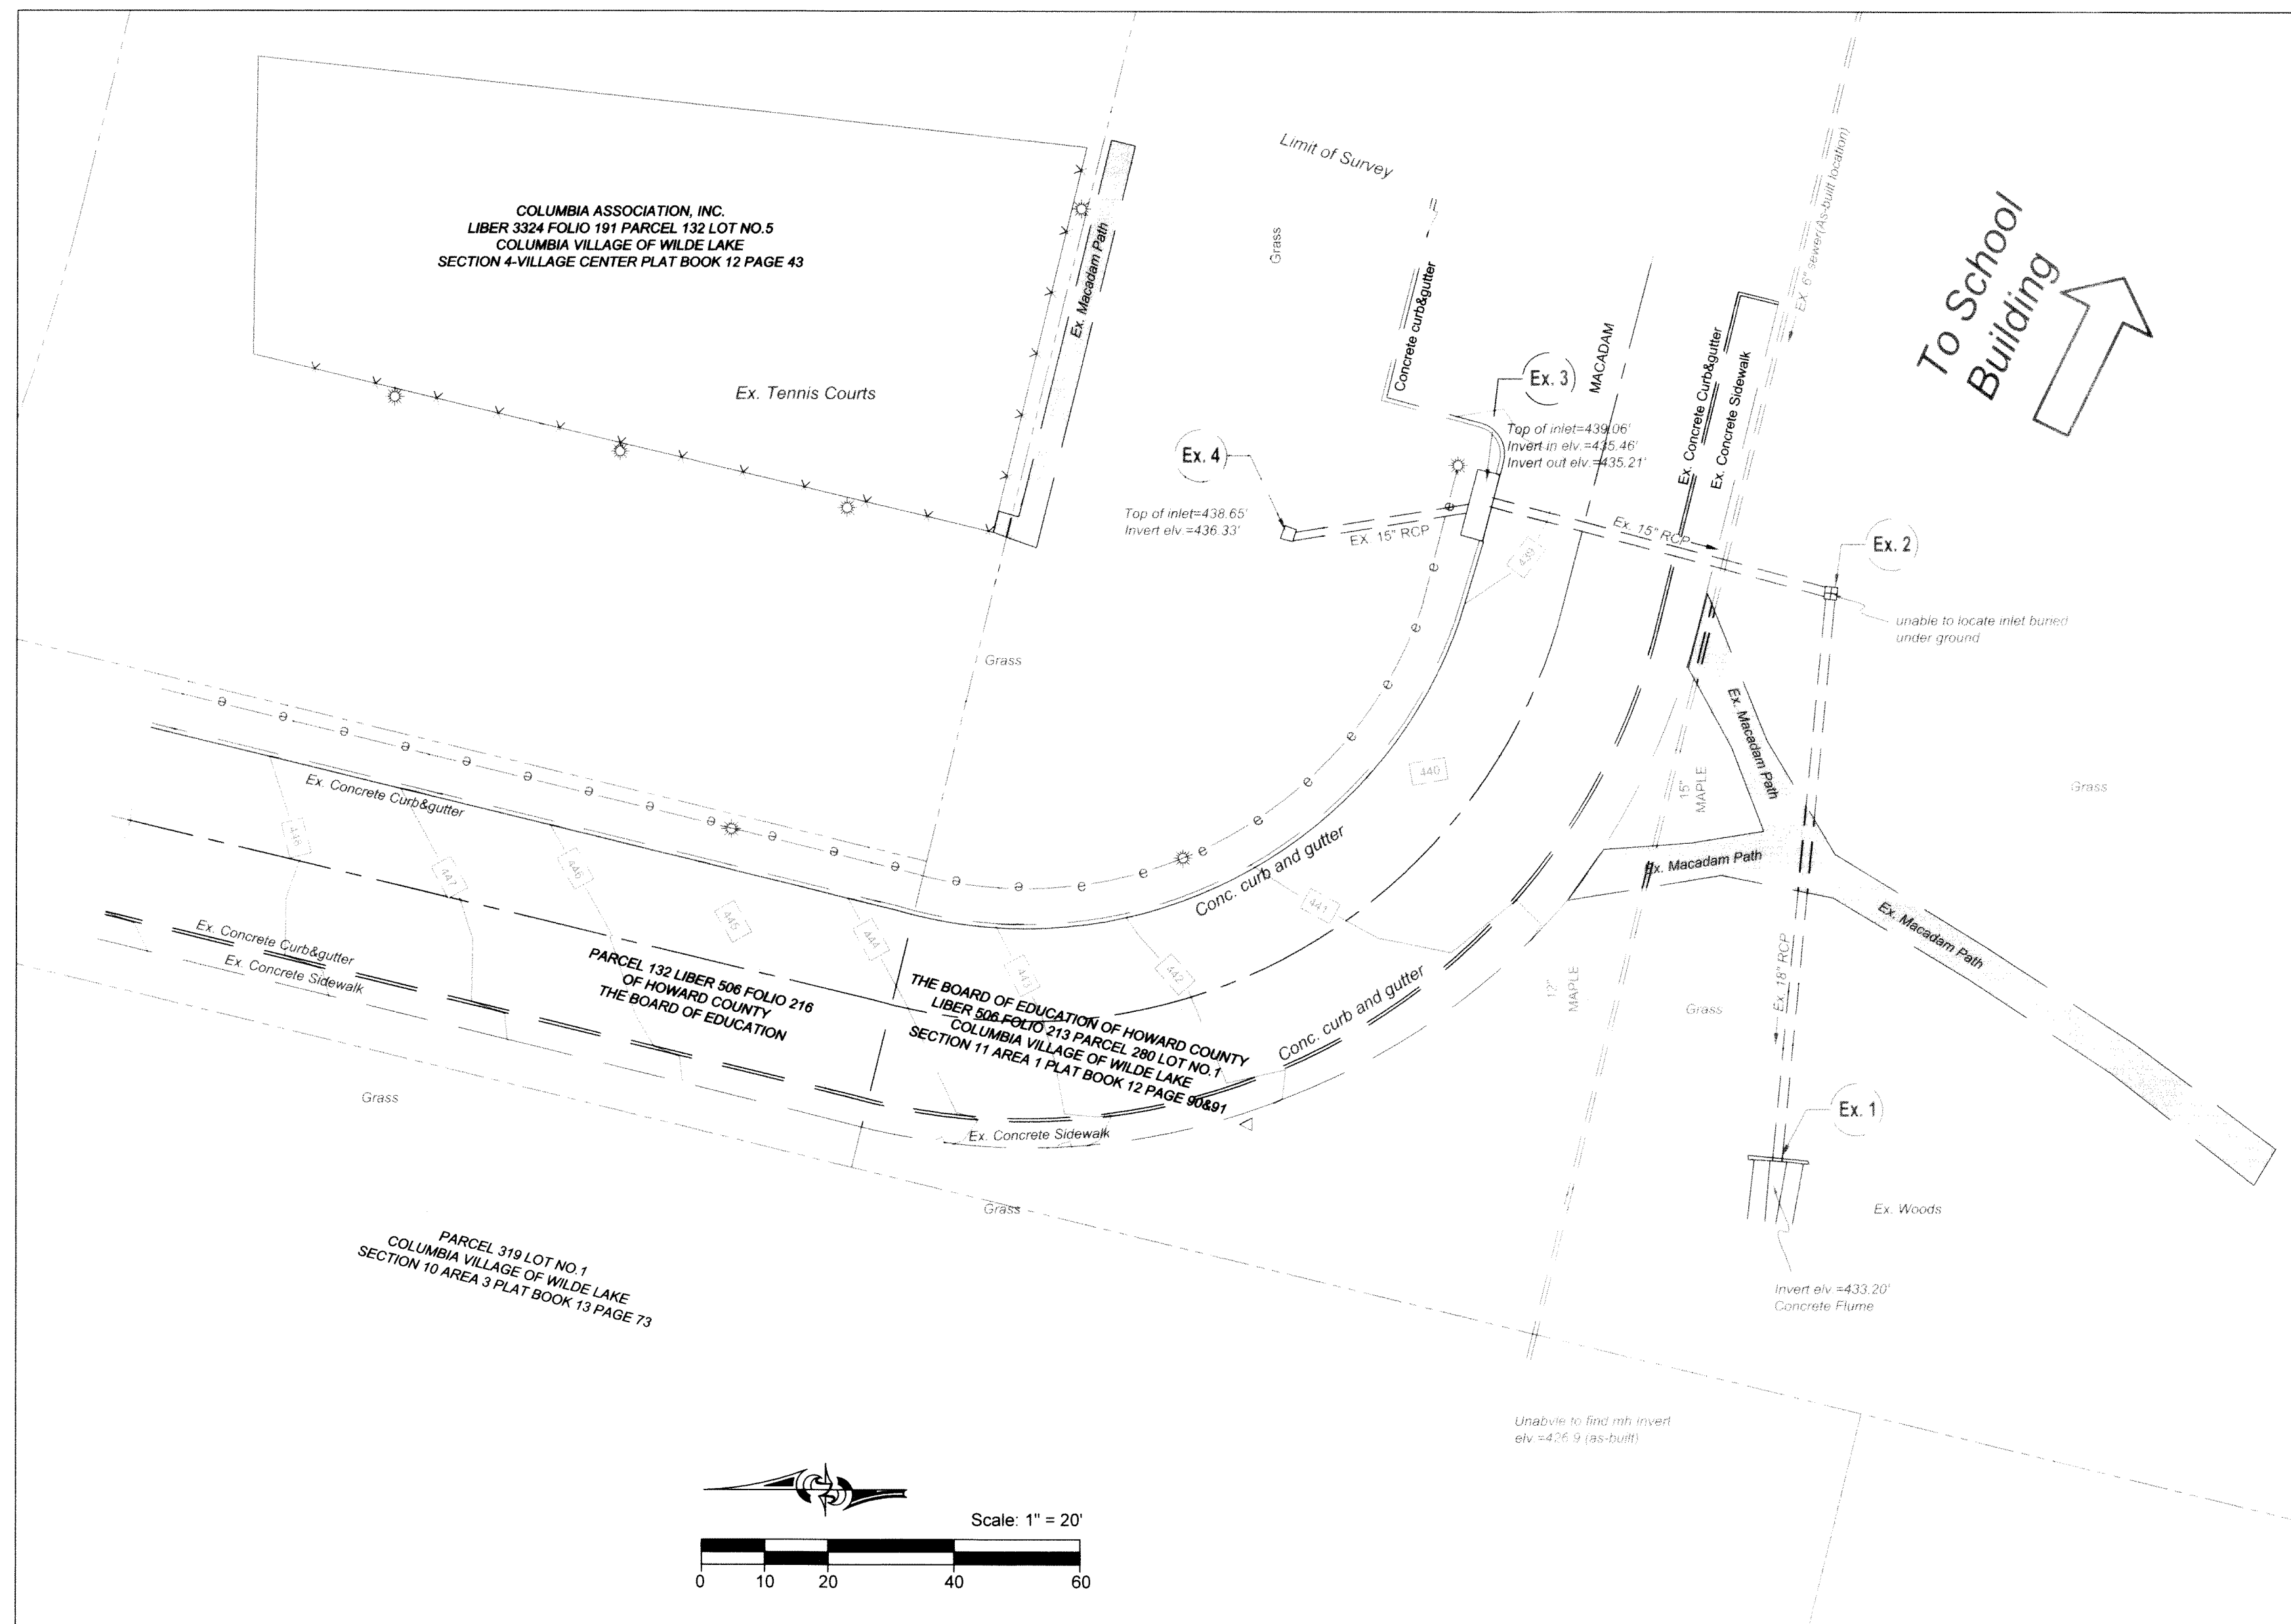 Limit of Survey
COLUMBIA ASSOCIATION, INC.
LIBER 3324 FOLIO 191 PARCEL 132 LOT NO.5
COLUMBIA VILLAGE OF WILDE LAKE
SECTION 4-VILLAGE CENTER PLAT BOOK 12 PAGE 43
Ex. Macadam Path
Grass
Concrete curb&gutter
MACADAM
Ex. Concrete Curb&gutter
Ex. Concrete Sidewalk
EX. 6" sewer(As-built location)
To School
Building
Ex. Tennis Courts
Ex. 3
Top of inlet=439.06'
Invert in elv.=435.46'
Invert out elv.=435.21'
Ex. 4
Top of inlet=438.65'
Invert elv.=436.33'
EX. 15" RCP
Ex. 15" RCP
Ex. 2
unable to locate inlet buried
under ground
439
Grass
e e e e e e e e e e e e e e e e e e e e e e e e e e e e
Ex. Macadam Path
15"
MAPLE
440
Grass
Ex. Concrete Curb&gutter
448
447
446
445
444
443
442
441
Conc. curb and gutter
Ex. Macadam Path
Ex. Macadam Path
Ex. Concrete Curb&gutter
Ex. Concrete Sidewalk
PARCEL 132 LIBER 506 FOLIO 216
OF HOWARD COUNTY
THE BOARD OF EDUCATION
THE BOARD OF EDUCATION OF HOWARD COUNTY
LIBER 506 FOLIO 213 PARCEL 280 LOT NO.1
COLUMBIA VILLAGE OF WILDE LAKE
SECTION 11 AREA 1 PLAT BOOK 12 PAGE 90&91
Conc. curb and gutter
12"
MAPLE
Grass
Ex. 18" RCP
Grass
Ex. Concrete Sidewalk
Ex. 1
Grass
Ex. Woods
PARCEL 319 LOT NO.1
COLUMBIA VILLAGE OF WILDE LAKE
SECTION 10 AREA 3 PLAT BOOK 13 PAGE 73
Invert elv.=433.20'
Concrete Flume
Unabvle to find mh invert
elv.=426.9 (as-built)
Scale: 1" = 20'
0 10 20 40 60